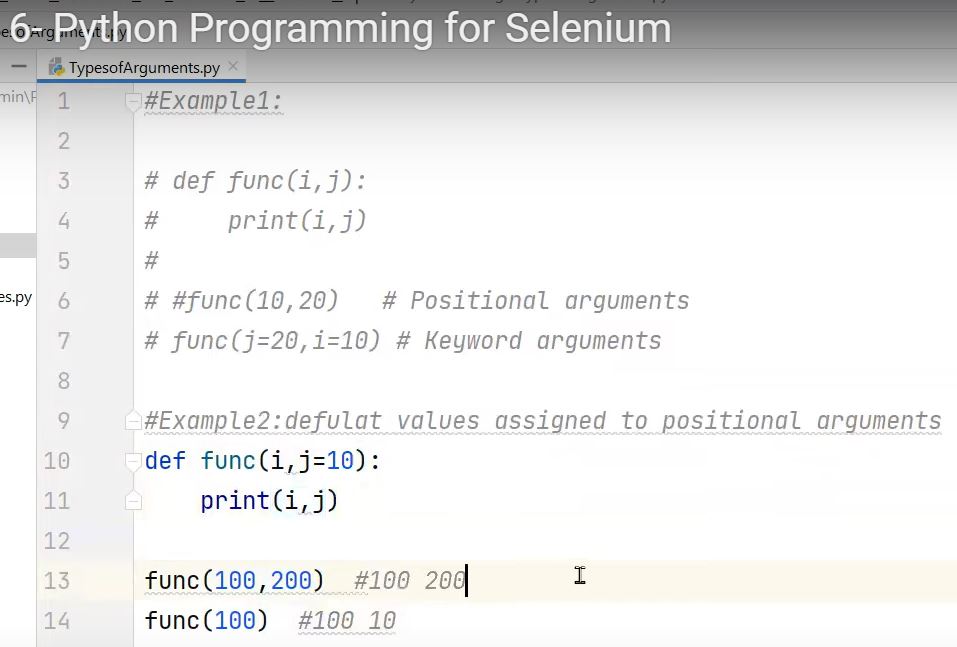 6- Python Programming for Selenium
TypesofArguments.py
min\
es.py
1 #Example1:
2
3 # def func(i,j):
4 #     print(i,j)
5 #
6 # #func(10,20)   # Positional arguments
7 # func(j=20,i=10) # Keyword arguments
8
9 #Example2:defulat values assigned to positional arguments
10 def func(i,j=10):
11     print(i,j)
12
13 func(100,200)  #100 200
14 func(100)  #100 10